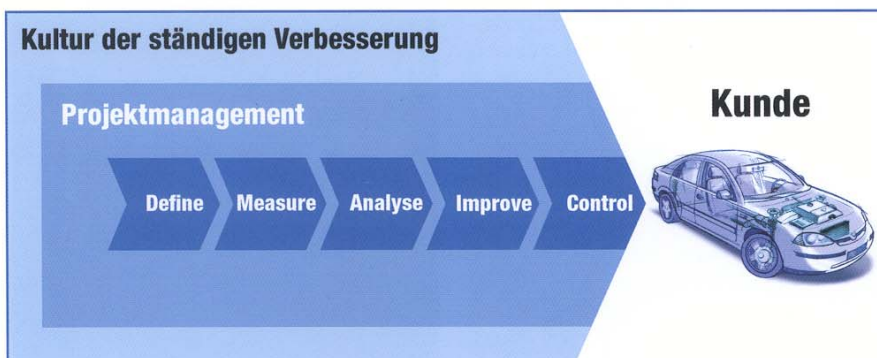 Kultur der ständigen Verbesserung
Projektmanagement
Kunde
Define Measure Analyse Improve Control